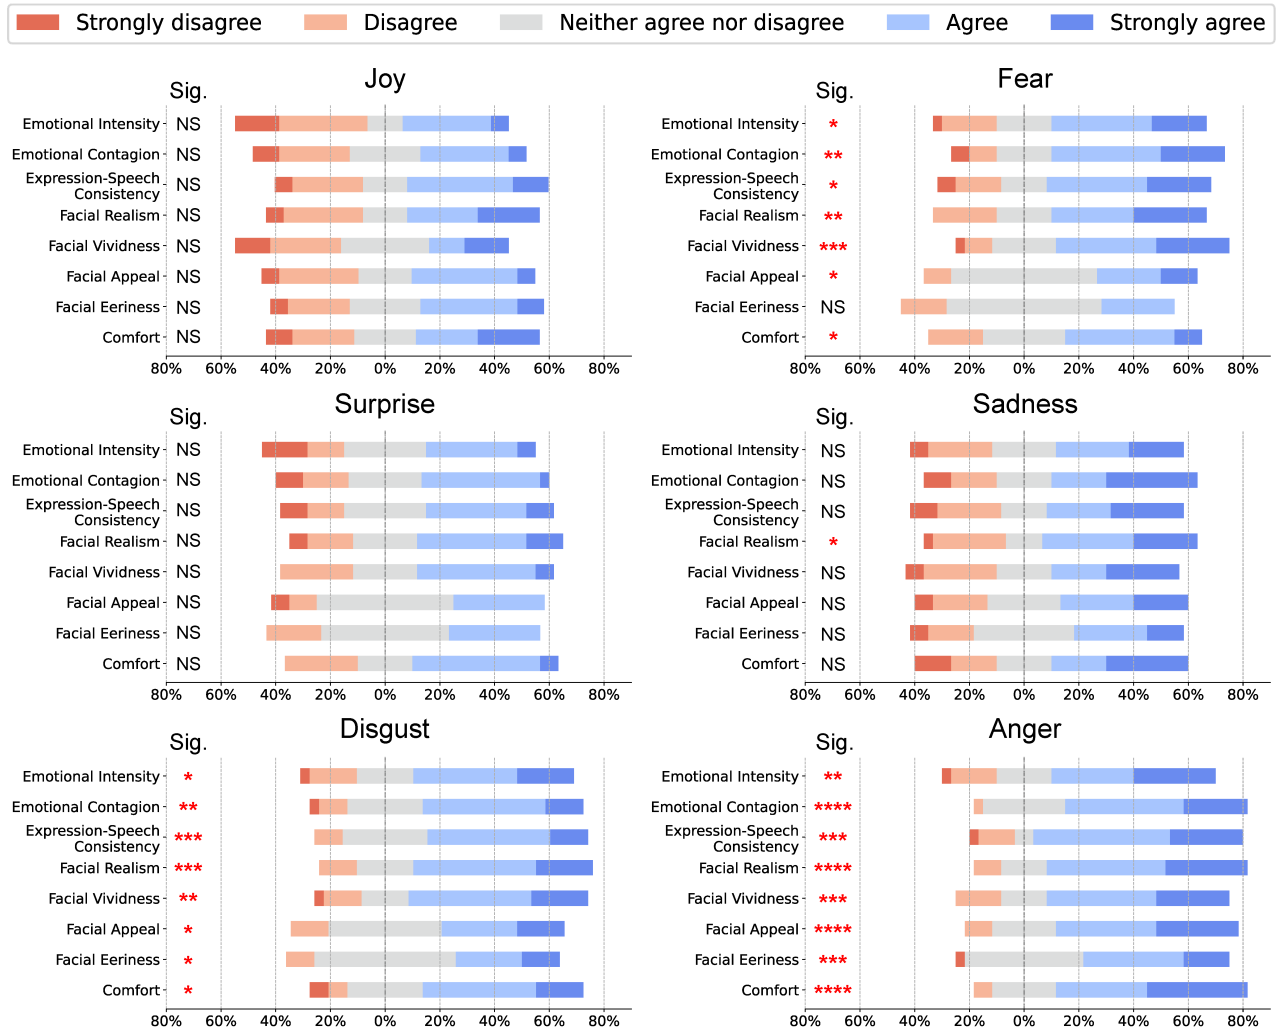 Strongly disagree Disagree Neither agree nor disagree Agree Strongly agree
Joy
Sig.
Emotional Intensity NS
Emotional Contagion NS
Expression-Speech
Consistency NS
Facial Realism NS
Facial Vividness NS
Facial Appeal NS
Facial Eeriness NS
Comfort NS
80% 60% 40% 20% 0% 20% 40% 60% 80%
Fear
Sig.
Emotional Intensity *
Emotional Contagion **
Expression-Speech
Consistency *
Facial Realism **
Facial Vividness ***
Facial Appeal *
Facial Eeriness NS
Comfort *
80% 60% 40% 20% 0% 20% 40% 60% 80%
Surprise
Sig.
Emotional Intensity NS
Emotional Contagion NS
Expression-Speech
Consistency NS
Facial Realism NS
Facial Vividness NS
Facial Appeal NS
Facial Eeriness NS
Comfort NS
80% 60% 40% 20% 0% 20% 40% 60% 80%
Sadness
Sig.
Emotional Intensity NS
Emotional Contagion NS
Expression-Speech
Consistency NS
Facial Realism *
Facial Vividness NS
Facial Appeal NS
Facial Eeriness NS
Comfort NS
80% 60% 40% 20% 0% 20% 40% 60% 80%
Disgust
Sig.
Emotional Intensity *
Emotional Contagion **
Expression-Speech
Consistency ***
Facial Realism ***
Facial Vividness **
Facial Appeal *
Facial Eeriness *
Comfort *
80% 60% 40% 20% 0% 20% 40% 60% 80%
Anger
Sig.
Emotional Intensity **
Emotional Contagion ****
Expression-Speech
Consistency ***
Facial Realism ****
Facial Vividness ***
Facial Appeal ****
Facial Eeriness ***
Comfort ****
80% 60% 40% 20% 0% 20% 40% 60% 80%